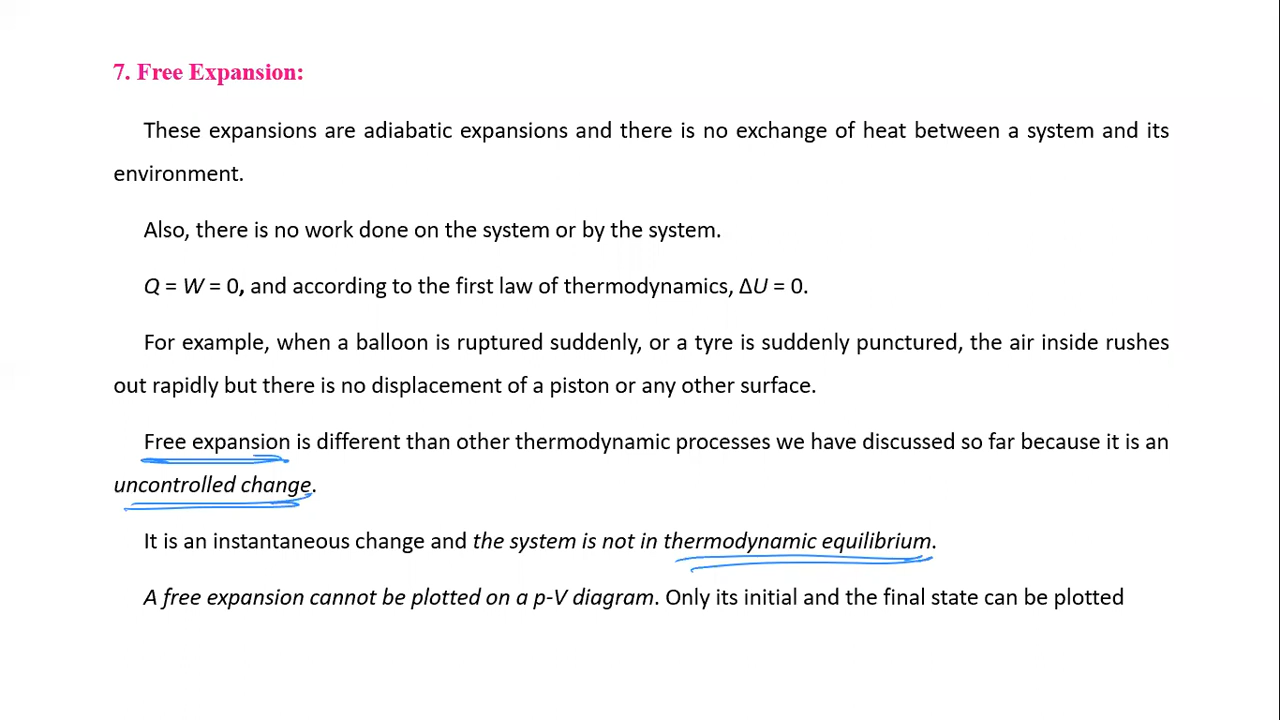 7. Free Expansion:
These expansions are adiabatic expansions and there is no exchange of heat between a system and its
environment.
Also, there is no work done on the system or by the system.
Q = W = 0, and according to the first law of thermodynamics, ΔU = 0.
For example, when a balloon is ruptured suddenly, or a tyre is suddenly punctured, the air inside rushes
out rapidly but there is no displacement of a piston or any other surface.
Free expansion is different than other thermodynamic processes we have discussed so far because it is an
uncontrolled change.
It is an instantaneous change and the system is not in thermodynamic equilibrium.
A free expansion cannot be plotted on a p-V diagram. Only its initial and the final state can be plotted